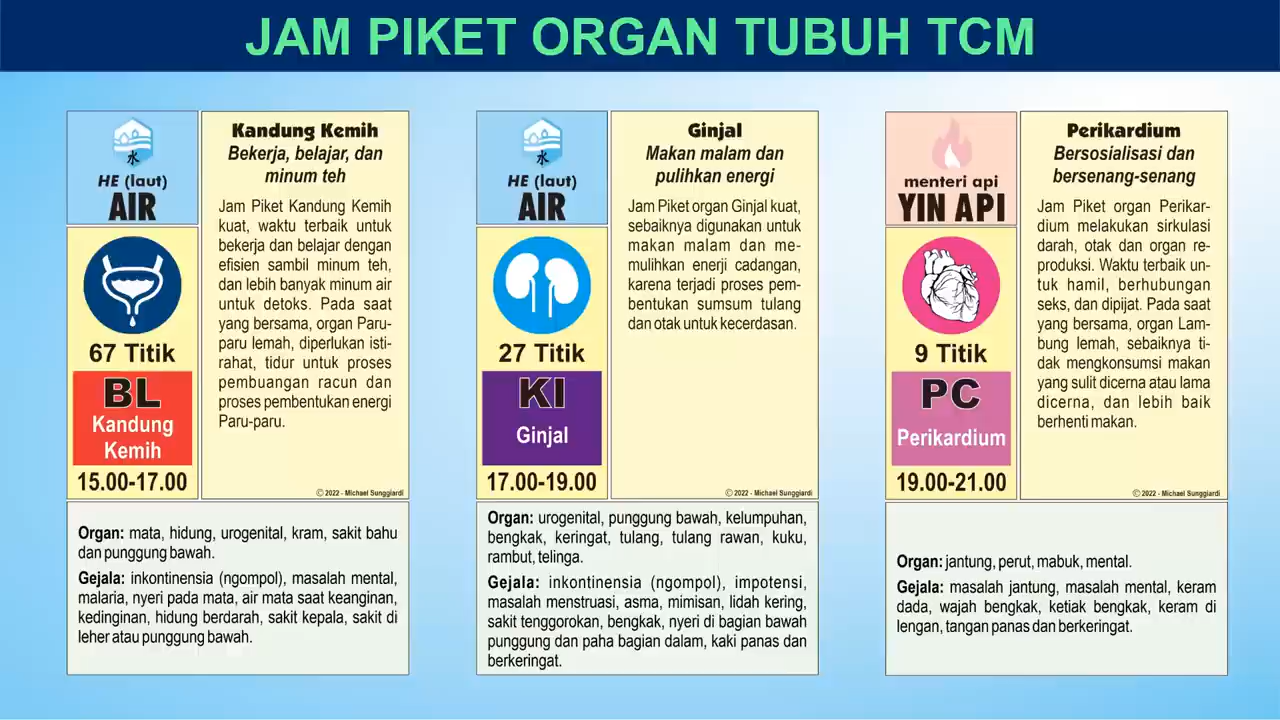 JAM PIKET ORGAN TUBUH TCM
水
HE (laut)
AIR
67 Titik
BL
Kandung
Kemih
15.00-17.00
Kandung Kemih
Bekerja, belajar, dan
minum teh
Jam Piket Kandung Kemih
kuat, waktu terbaik untuk
bekerja dan belajar dengan
efisien sambil minum teh,
dan lebih banyak minum air
untuk detoks. Pada saat
yang bersama, organ Paru-
paru lemah, diperlukan isti-
rahat, tidur untuk proses
pembuangan racun dan
proses pembentukan energi
Paru-paru.
© 2022 - Michael Sunggiardi
Organ: mata, hidung, urogenital, kram, sakit bahu
dan punggung bawah.
Gejala: inkontinensia (ngompol), masalah mental,
malaria, nyeri pada mata, air mata saat keanginan,
kedinginan, hidung berdarah, sakit kepala, sakit di
leher atau punggung bawah.
水
HE (laut)
AIR
27 Titik
KI
Ginjal
17.00-19.00
Ginjal
Makan malam dan
pulihkan energi
Jam Piket organ Ginjal kuat,
sebaiknya digunakan untuk
makan malam dan me-
mulihkan enerji cadangan,
karena terjadi proses pem-
bentukan sumsum tulang
dan otak untuk kecerdasan.
© 2022 - Michael Sunggiardi
Organ: urogenital, punggung bawah, kelumpuhan,
bengkak, keringat, tulang, tulang rawan, kuku,
rambut, telinga.
Gejala: inkontinensia (ngompol), impotensi,
masalah menstruasi, asma, mimisan, lidah kering,
sakit tenggorokan, bengkak, nyeri di bagian bawah
punggung dan paha bagian dalam, kaki panas dan
berkeringat.
menteri api
YIN API
9 Titik
PC
Perikardium
19.00-21.00
Perikardium
Bersosialisasi dan
bersenang-senang
Jam Piket organ Perikar-
dium melakukan sirkulasi
darah, otak dan organ re-
produksi. Waktu terbaik un-
tuk hamil, berhubungan
seks, dan dipijat. Pada saat
yang bersama, organ Lam-
bung lemah, sebaiknya ti-
dak mengkonsumsi makan
yang sulit dicerna atau lama
dicerna, dan lebih baik
berhenti makan.
© 2022 - Michael Sunggiardi
Organ: jantung, perut, mabuk, mental.
Gejala: masalah jantung, masalah mental, keram
dada, wajah bengkak, ketiak bengkak, keram di
lengan, tangan panas dan berkeringat.